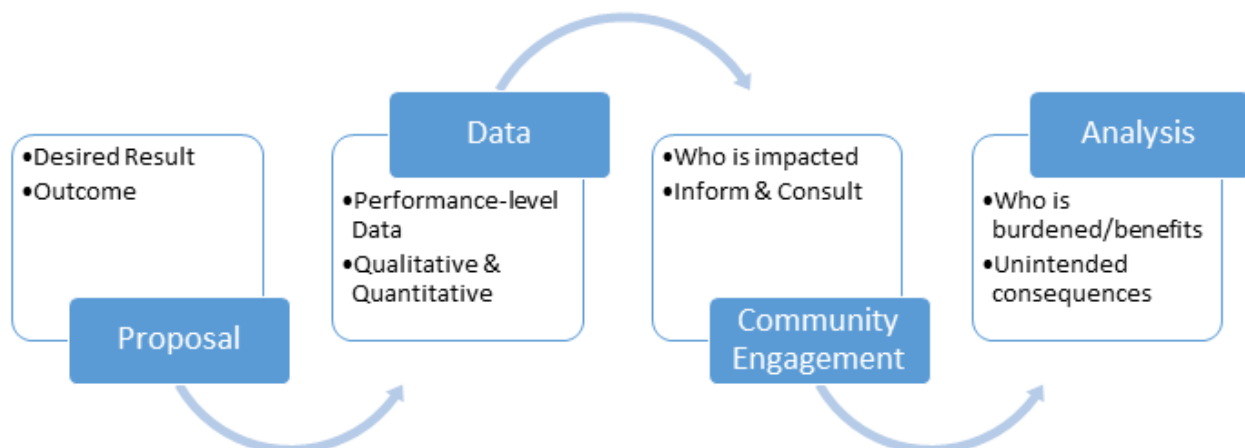 •Desired Result
•Outcome
Proposal
Data
•Performance-level
Data
•Qualitative &
Quantitative
•Who is impacted
•Inform & Consult
Community
Engagement
Analysis
•Who is
burdened/benefits
•Unintended
consequences